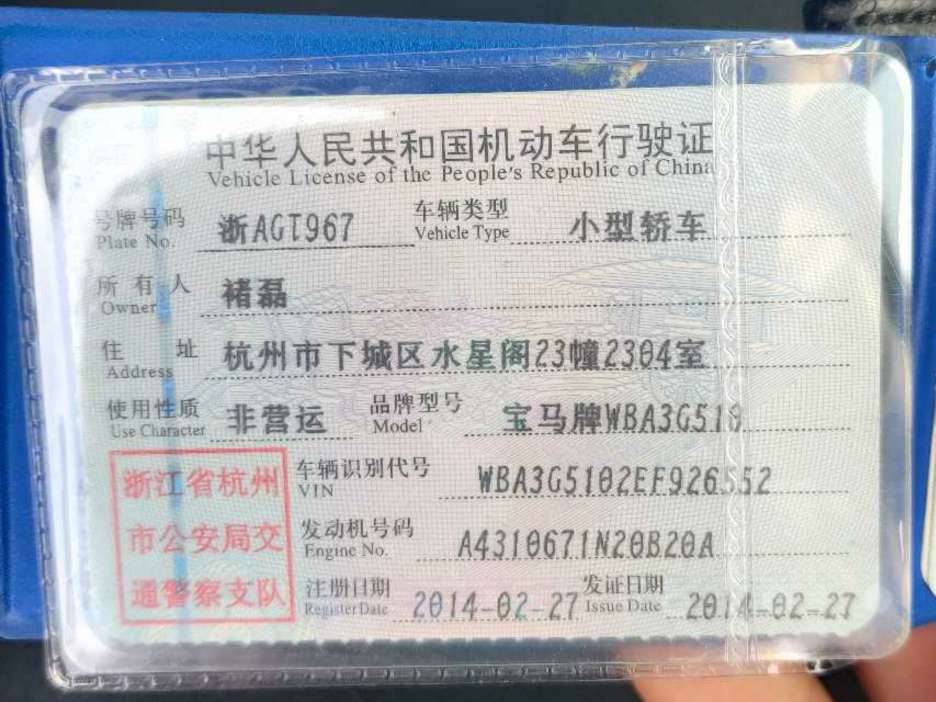 中华人民共和国机动车行驶证
Vehicle License of the People's Republic of China
号牌号码 浙AGT967 车辆类型 小型轿车
Plate No. Vehicle Type
所有人 褚磊
Owner
住址 杭州市下城区水星阁23幢2304室
Address
使用性质 非营运 品牌型号 宝马牌WBA3G510
Use Character Model
浙江省杭州 车辆识别代号 WBA3G5102EF926552
VIN
市公安局交 发动机号码 A4310671N20B20A
Engine No.
通警察支队 注册日期 2014-02-27 发证日期 2014-02-27
Register Date Issue Date